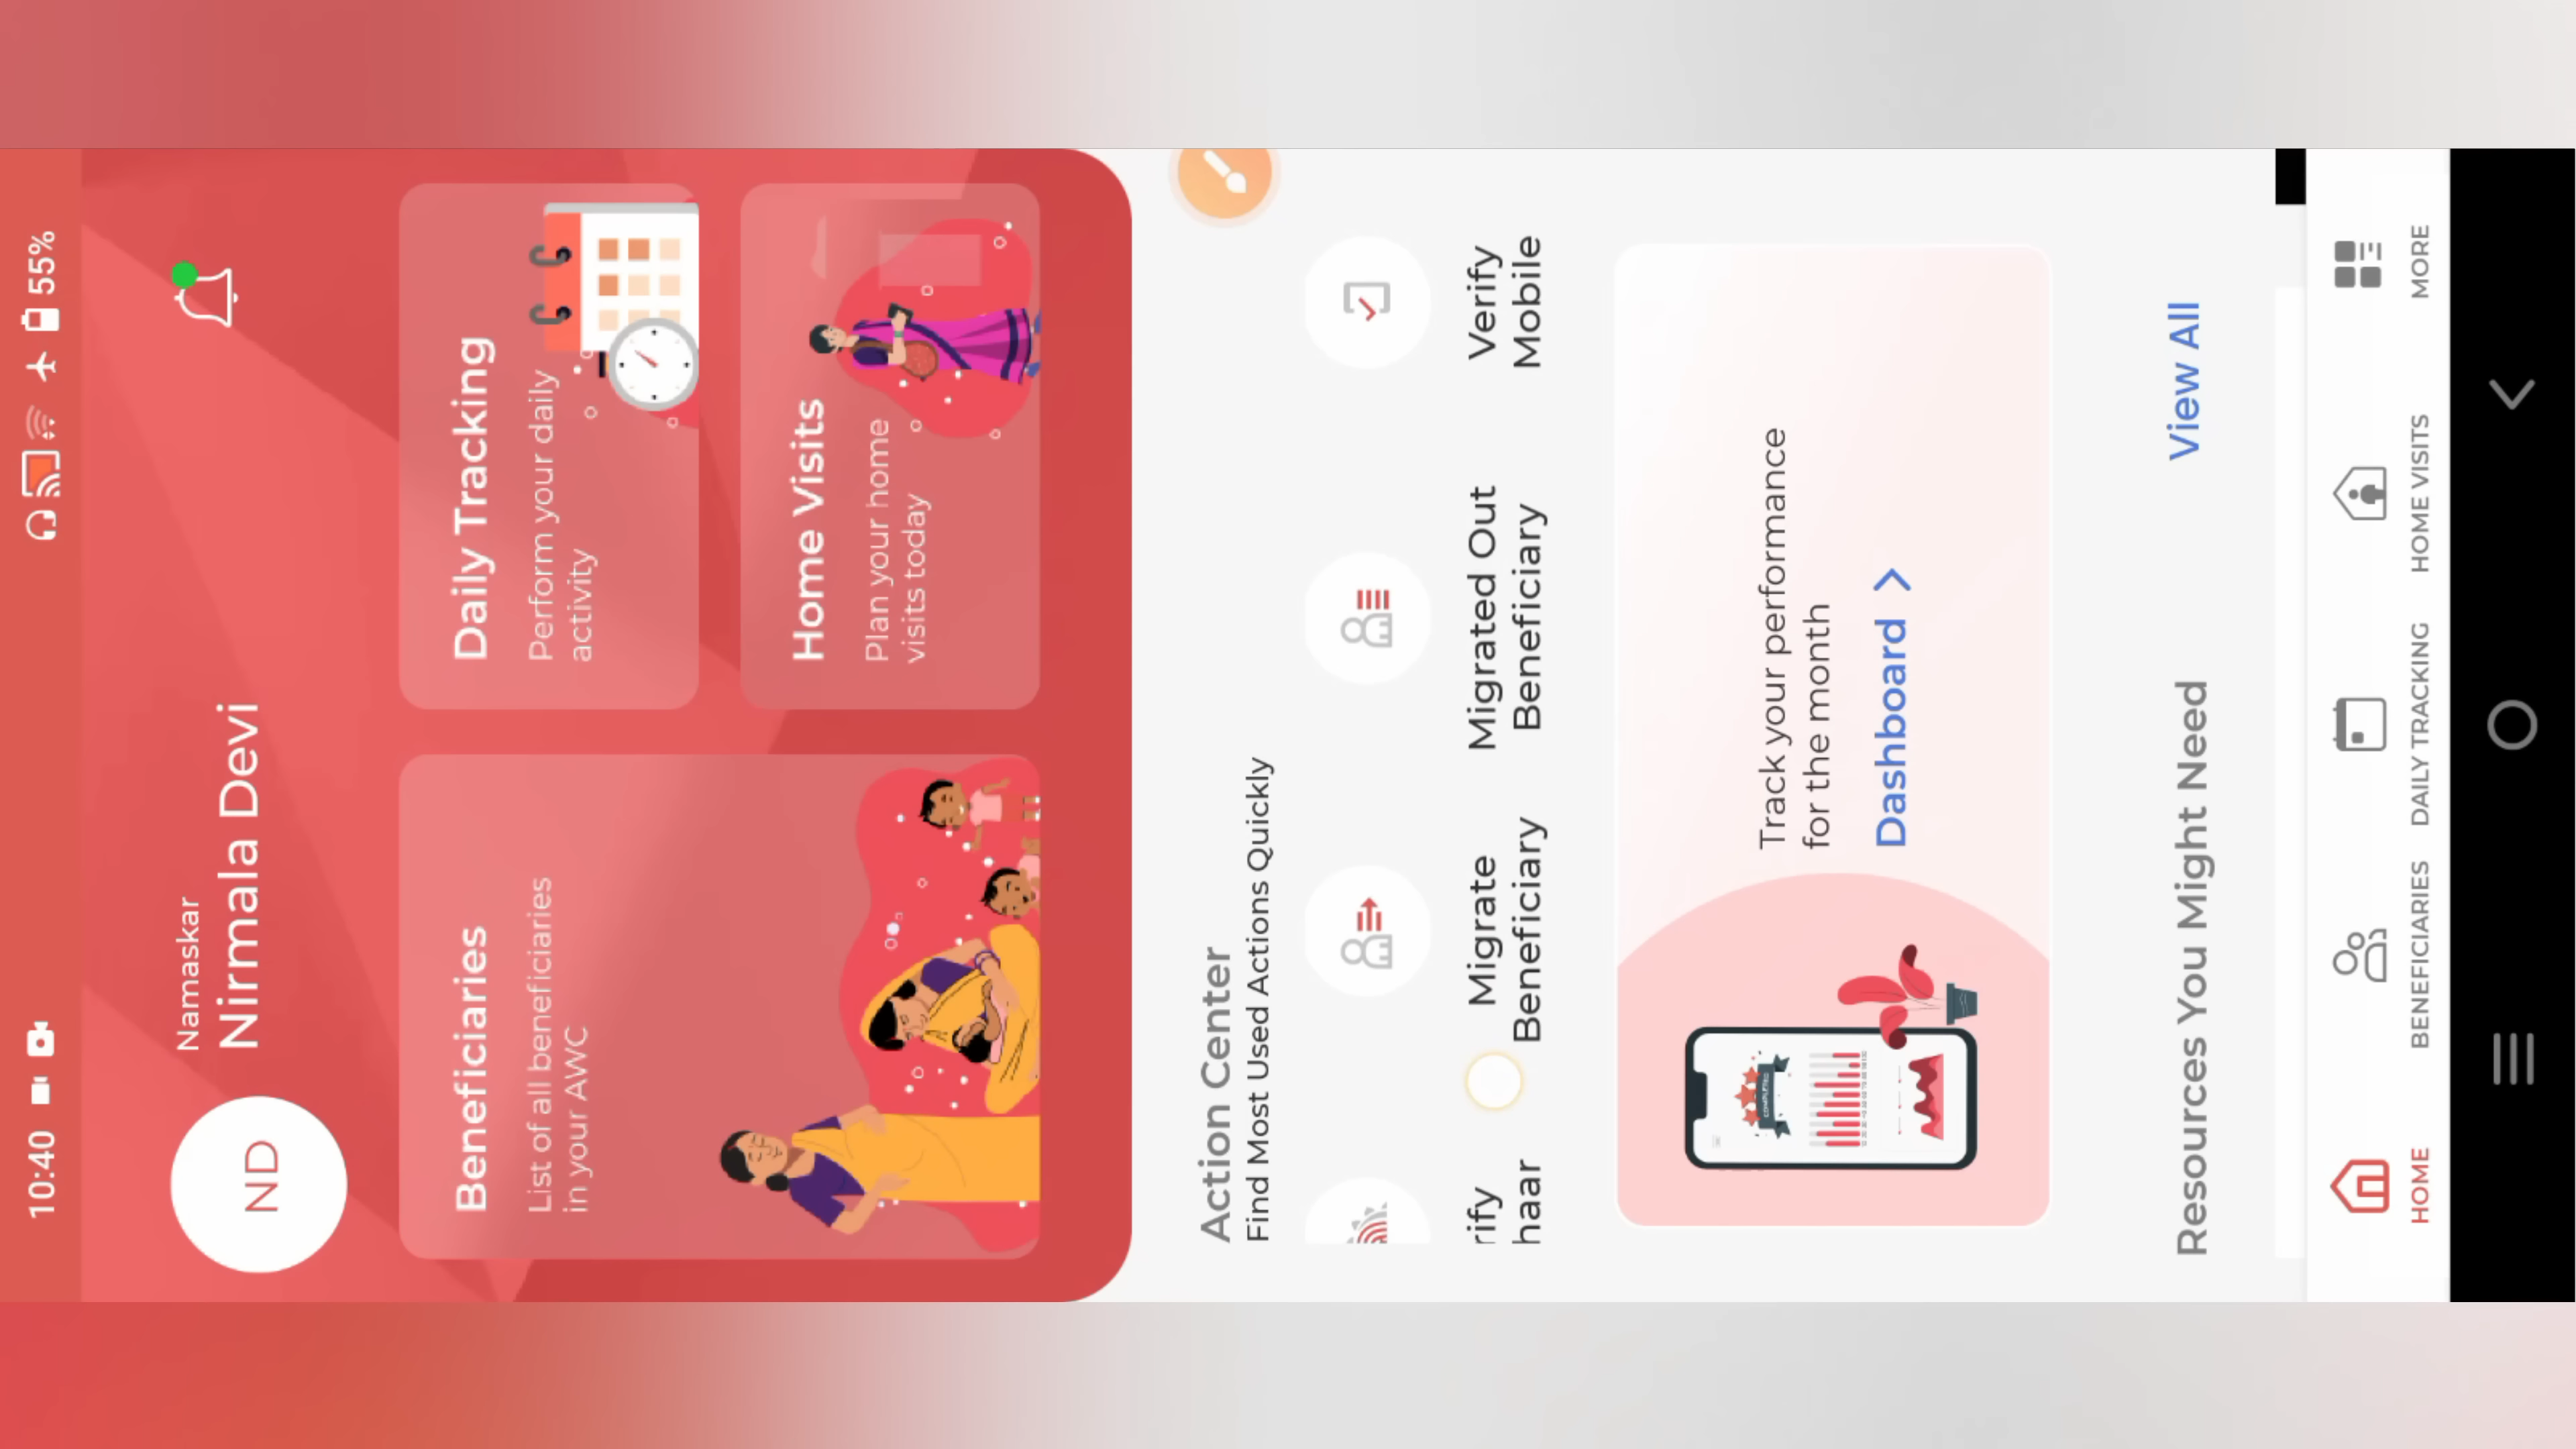 10:40
55%
Namaskar
Nirmala Devi
ND
Beneficiaries
List of all beneficiaries
in your AWC
Daily Tracking
Perform your daily
activity
Home Visits
Plan your home
visits today
Action Center
Find Most Used Actions Quickly
rify
haar
Migrate
Beneficiary
Migrated Out
Beneficiary
Verify
Mobile
Track your performance
for the month
Dashboard
Resources You Might Need
View All
HOME
BENEFICIARIES
DAILY TRACKING
HOME VISITS
MORE